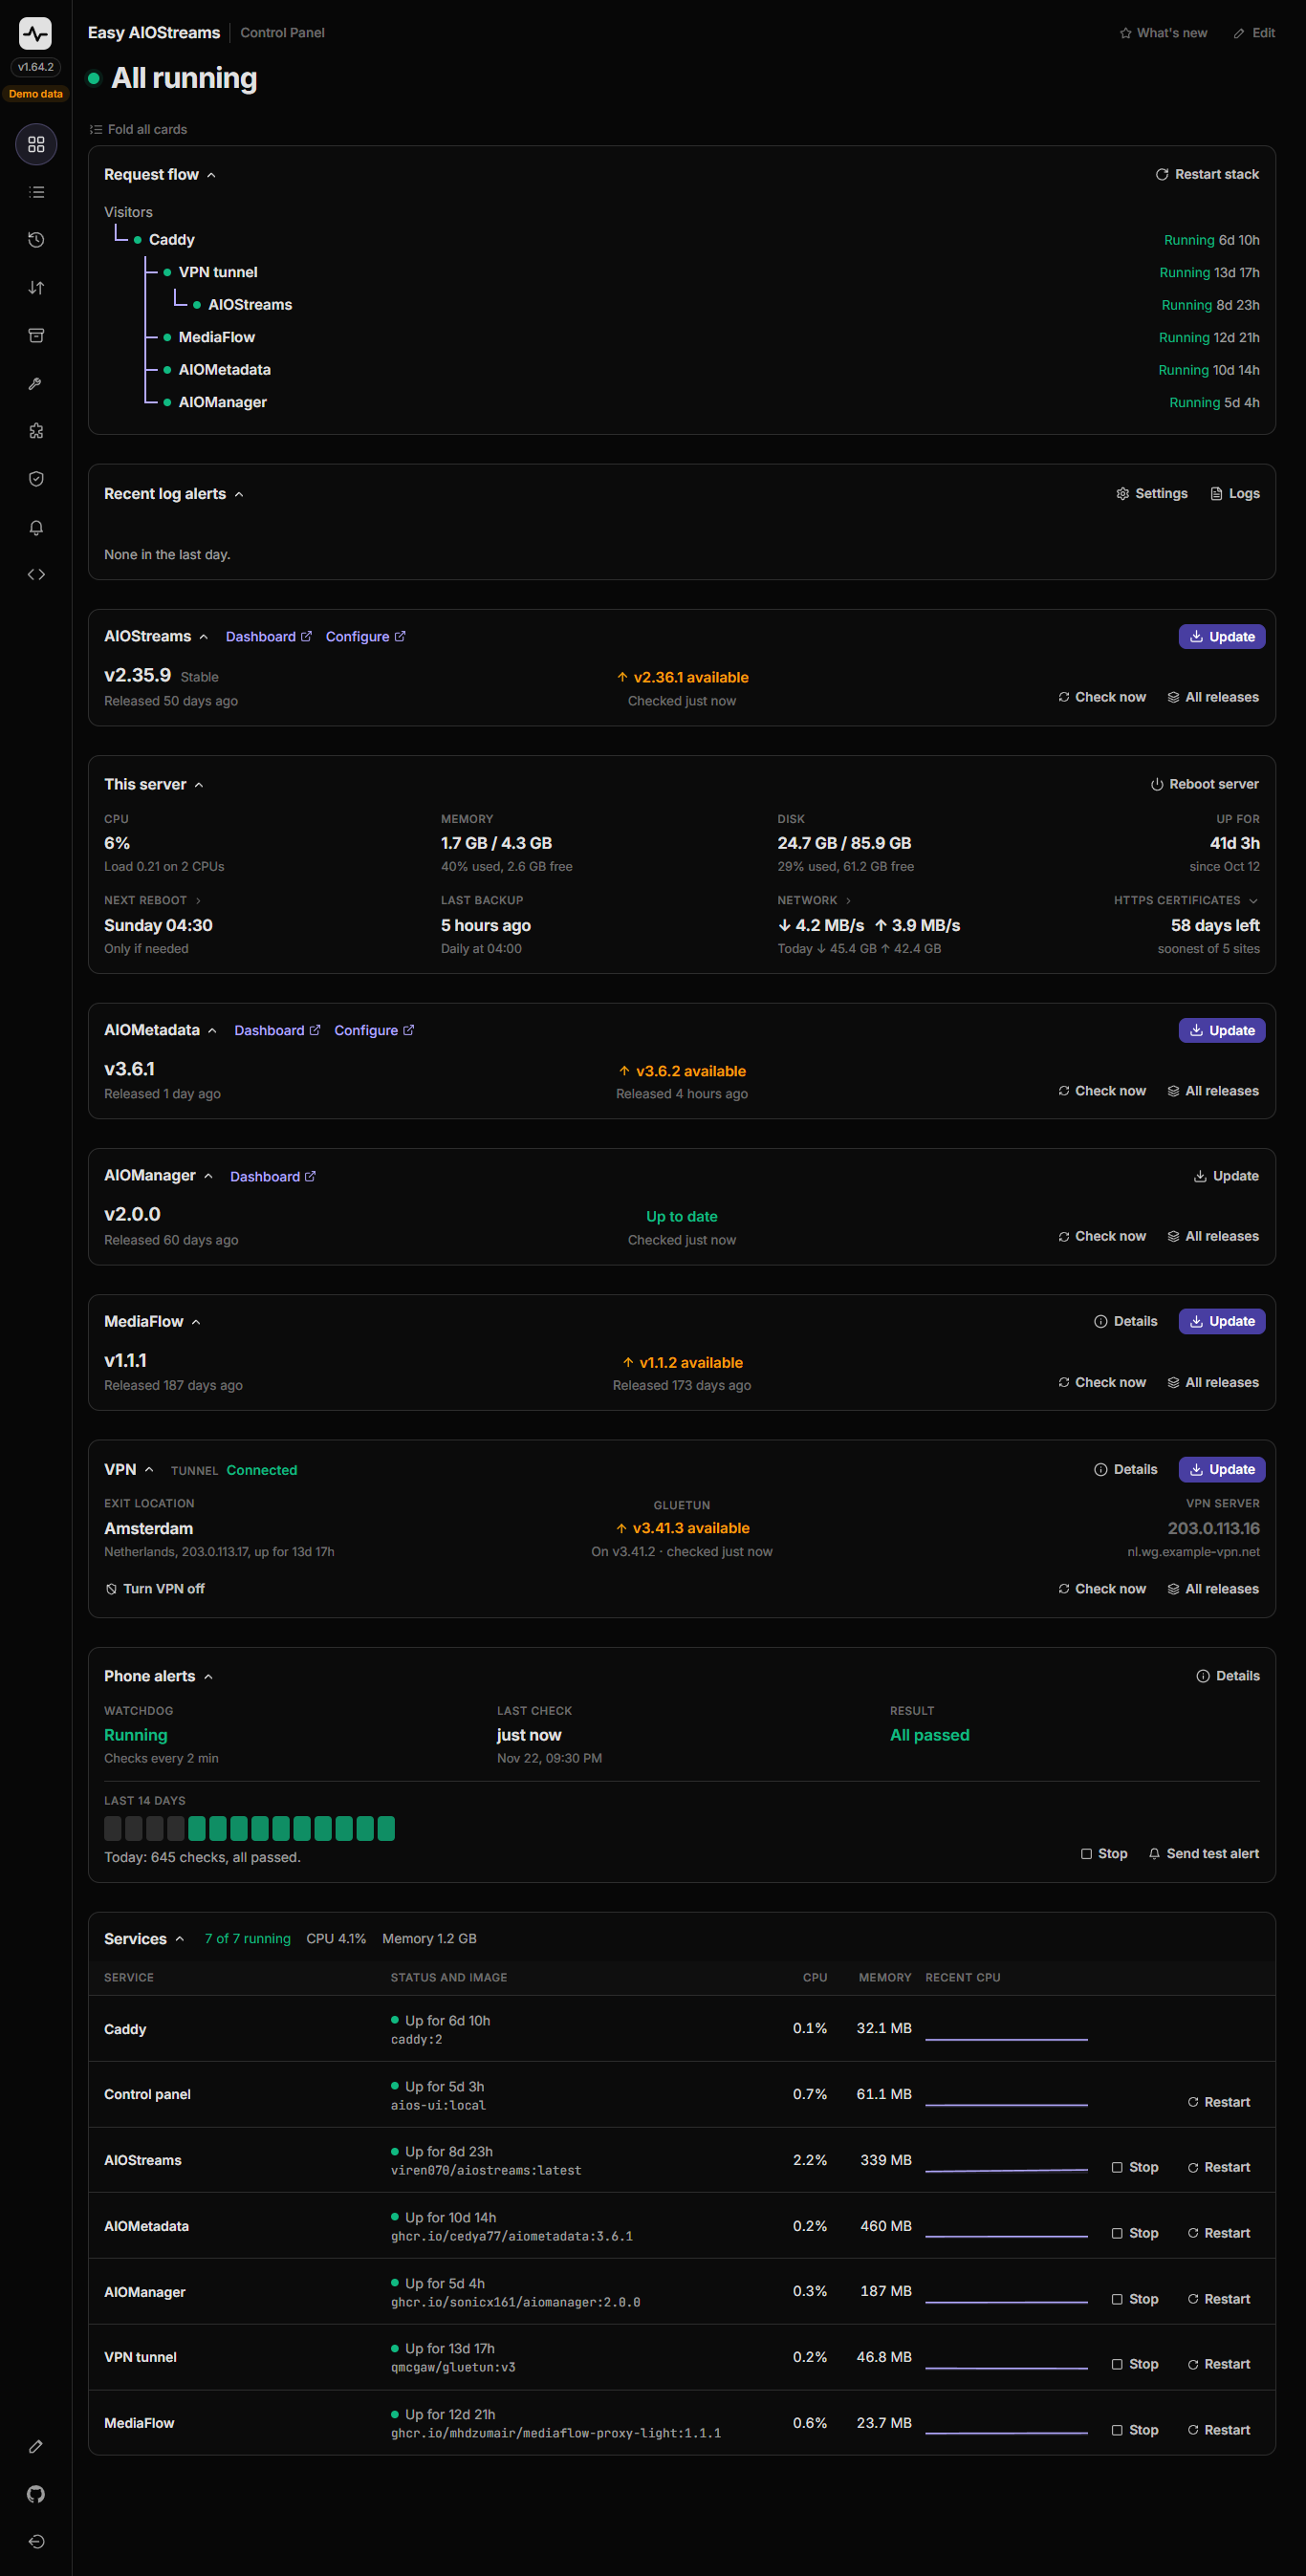 Easy AIOStreams Control Panel What's new Edit
v1.64.2
Demo data
All running
Fold all cards
Request flow Restart stack
Visitors
Caddy Running 6d 10h
VPN tunnel Running 13d 17h
AIOStreams Running 8d 23h
MediaFlow Running 12d 21h
AIOMetadata Running 10d 14h
AIOManager Running 5d 4h
Recent log alerts Settings Logs
None in the last day.
AIOStreams Dashboard Configure Update
v2.35.9 Stable ↑ v2.36.1 available
Released 50 days ago Checked just now Check now All releases
This server Reboot server
CPU MEMORY DISK UP FOR
6% 1.7 GB / 4.3 GB 24.7 GB / 85.9 GB 41d 3h
Load 0.21 on 2 CPUs 40% used, 2.6 GB free 29% used, 61.2 GB free since Oct 12
NEXT REBOOT LAST BACKUP NETWORK HTTPS CERTIFICATES
Sunday 04:30 5 hours ago ↓ 4.2 MB/s ↑ 3.9 MB/s 58 days left
Only if needed Daily at 04:00 Today ↓ 45.4 GB ↑ 42.4 GB soonest of 5 sites
AIOMetadata Dashboard Configure Update
v3.6.1 ↑ v3.6.2 available
Released 1 day ago Released 4 hours ago Check now All releases
AIOManager Dashboard Update
v2.0.0 Up to date
Released 60 days ago Checked just now Check now All releases
MediaFlow Details Update
v1.1.1 ↑ v1.1.2 available
Released 187 days ago Released 173 days ago Check now All releases
VPN TUNNEL Connected Details Update
EXIT LOCATION GLUETUN VPN SERVER
Amsterdam ↑ v3.41.3 available 203.0.113.16
Netherlands, 203.0.113.17, up for 13d 17h On v3.41.2 · checked just now nl.wg.example-vpn.net
Turn VPN off Check now All releases
Phone alerts Details
WATCHDOG LAST CHECK RESULT
Running just now All passed
Checks every 2 min Nov 22, 09:30 PM
LAST 14 DAYS
Today: 645 checks, all passed. Stop Send test alert
Services 7 of 7 running CPU 4.1% Memory 1.2 GB
SERVICE STATUS AND IMAGE CPU MEMORY RECENT CPU
Caddy Up for 6d 10h 0.1% 32.1 MB
caddy:2
Control panel Up for 5d 3h 0.7% 61.1 MB Restart
aios-ui:local
AIOStreams Up for 8d 23h 2.2% 339 MB Stop Restart
viren070/aiostreams:latest
AIOMetadata Up for 10d 14h 0.2% 460 MB Stop Restart
ghcr.io/cedya77/aiometadata:3.6.1
AIOManager Up for 5d 4h 0.3% 187 MB Stop Restart
ghcr.io/sonicx161/aiomanager:2.0.0
VPN tunnel Up for 13d 17h 0.2% 46.8 MB Stop Restart
qmcgaw/gluetun:v3
MediaFlow Up for 12d 21h 0.6% 23.7 MB Stop Restart
ghcr.io/mhdzumair/mediaflow-proxy-light:1.1.1